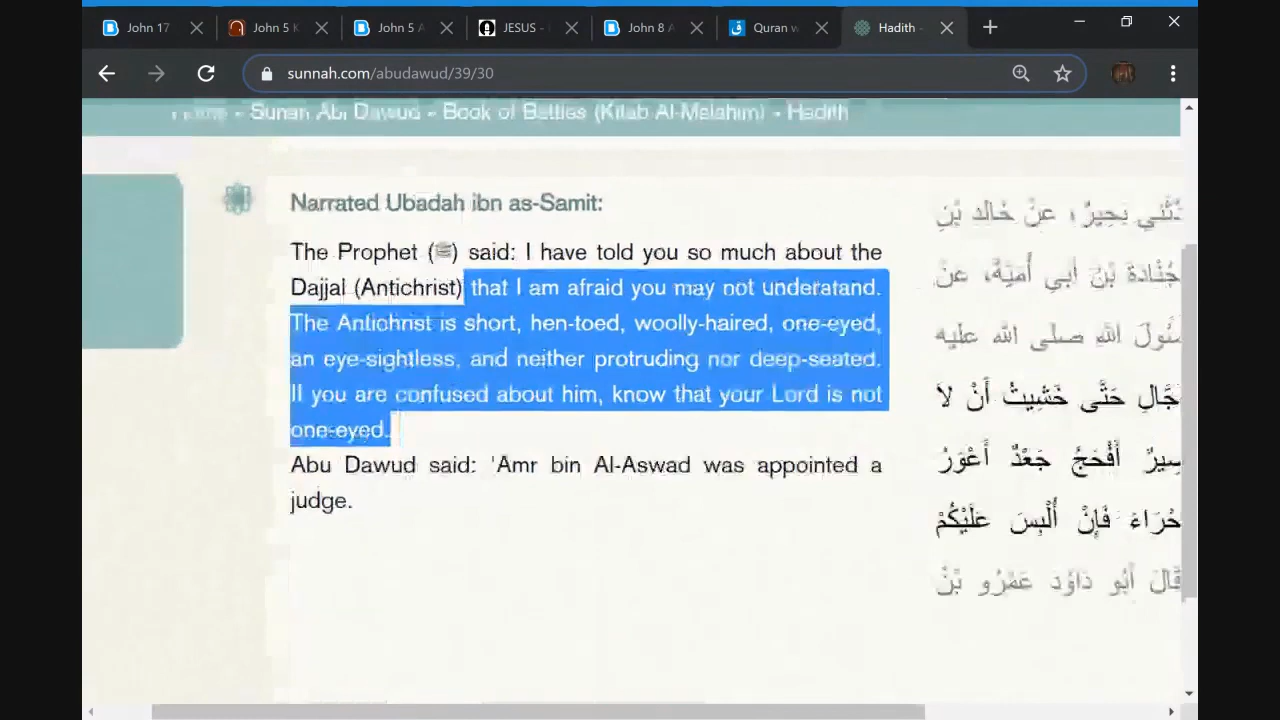 John 17
John 5 K
John 5 A
JESUS -
John 8 A
Quran w
Hadith -
sunnah.com/abudawud/39/30
Home - Sunan Abi Dawud - Book of Battles (Kitab Al-Malahim) - Hadith
Narrated Ubadah ibn as-Samit:
The Prophet (ﷺ) said: I have told you so much about the
Dajjal (Antichrist) that I am afraid you may not understand.
The Antichrist is short, hen-toed, woolly-haired, one-eyed,
an eye-sightless, and neither protruding nor deep-seated.
If you are confused about him, know that your Lord is not
one-eyed.
Abu Dawud said: 'Amr bin Al-Aswad was appointed a
judge.
بَحِيرٌ، عَنْ خَالِدِ بْنِ
جُنَادَةَ بْنِ أَبِي أُمَيَّةَ، عَنْ
اللَّهِ صلى الله عليه
حَتَّى خَشِيتُ أَنْ لاَ
أَفْحَجُ جَعْدٌ أَعْوَرُ
فَإِنْ أُلْبِسَ عَلَيْكُمْ
قَالَ أَبُو دَاوُدَ عَمْرُو بْنُ